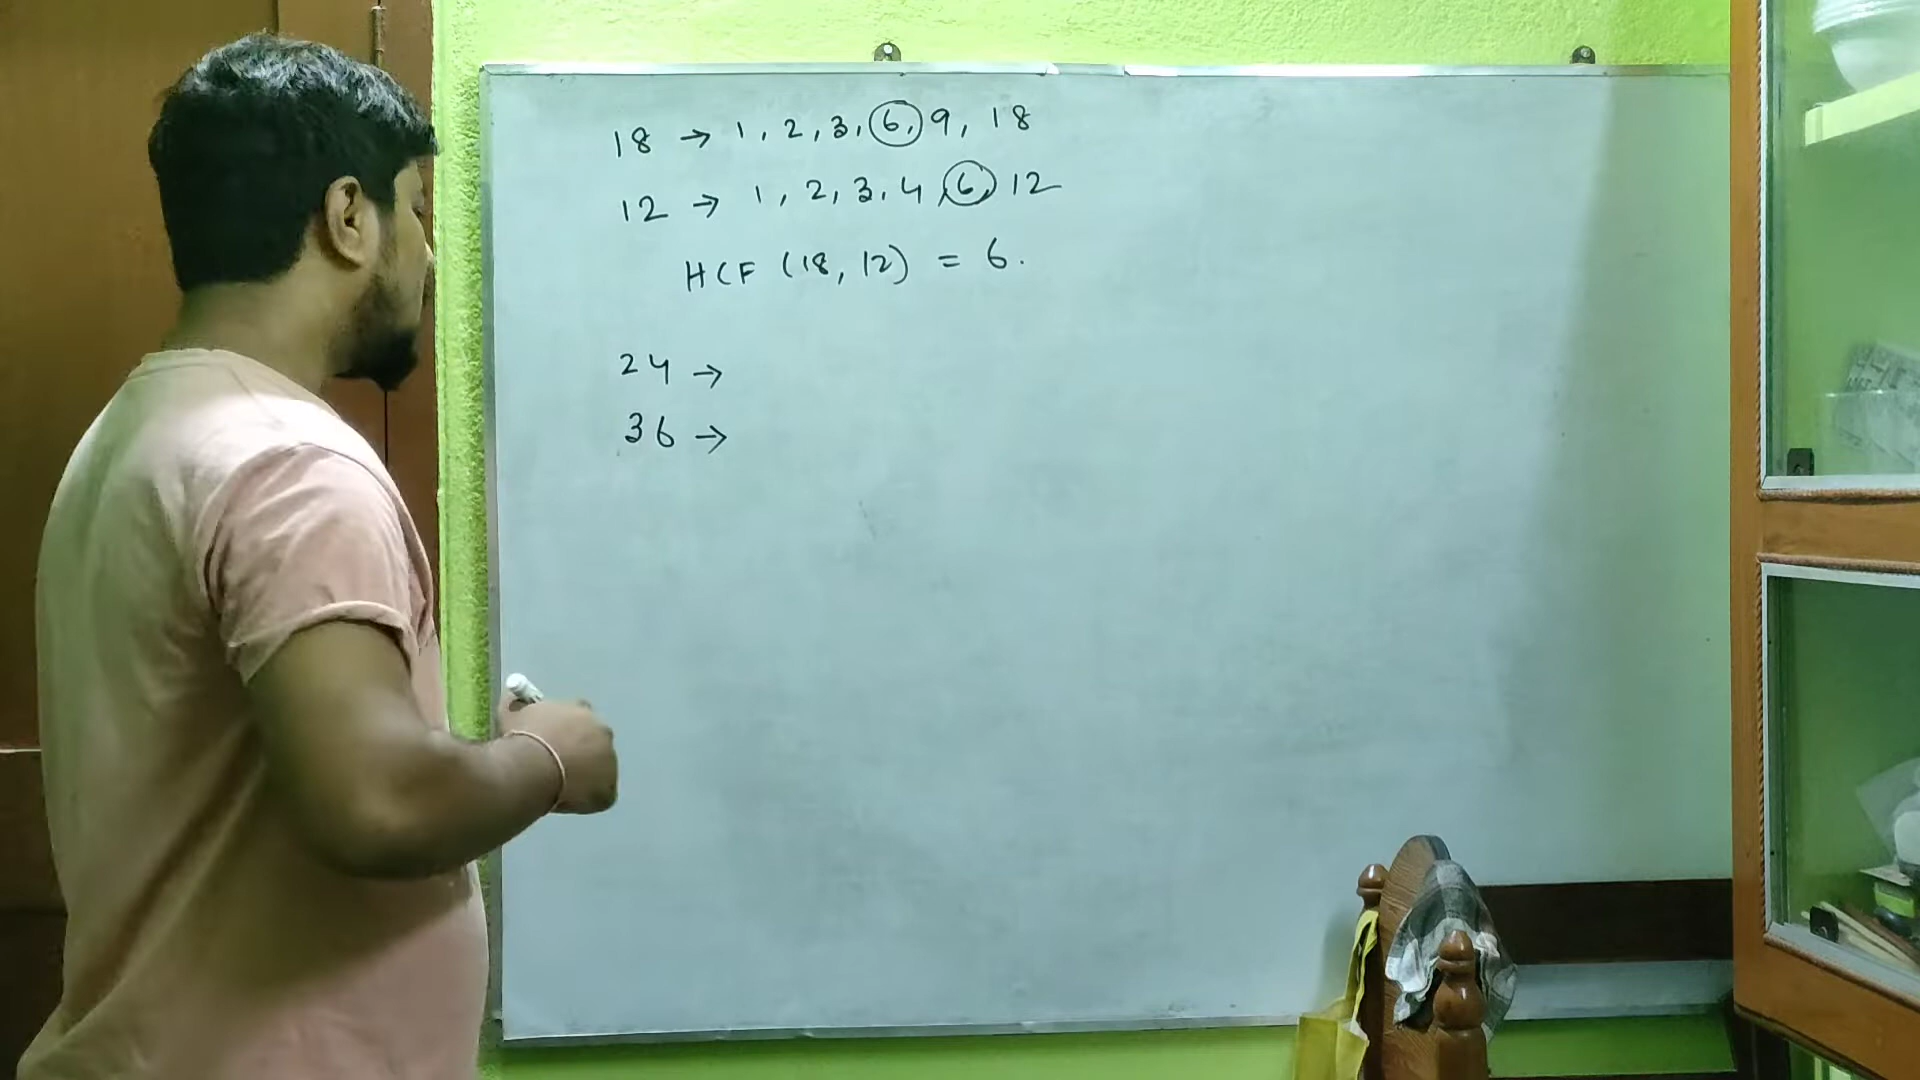 18 → 1, 2, 3, 6, 9, 18
12 → 1, 2, 3, 4, 6, 12
HCF (18, 12) = 6.
24 →
36 →